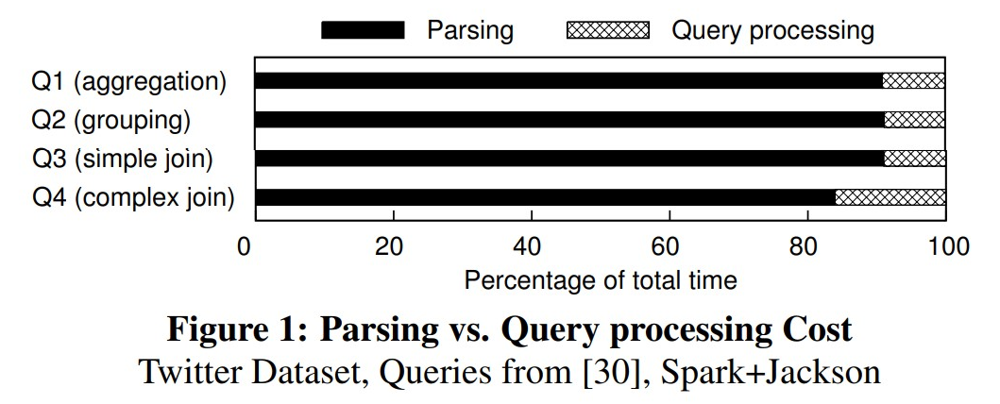 Parsing Query processing
Q1 (aggregation)
Q2 (grouping)
Q3 (simple join)
Q4 (complex join)
0 20 40 60 80 100
Percentage of total time
Figure 1: Parsing vs. Query processing Cost
Twitter Dataset, Queries from [30], Spark+Jackson